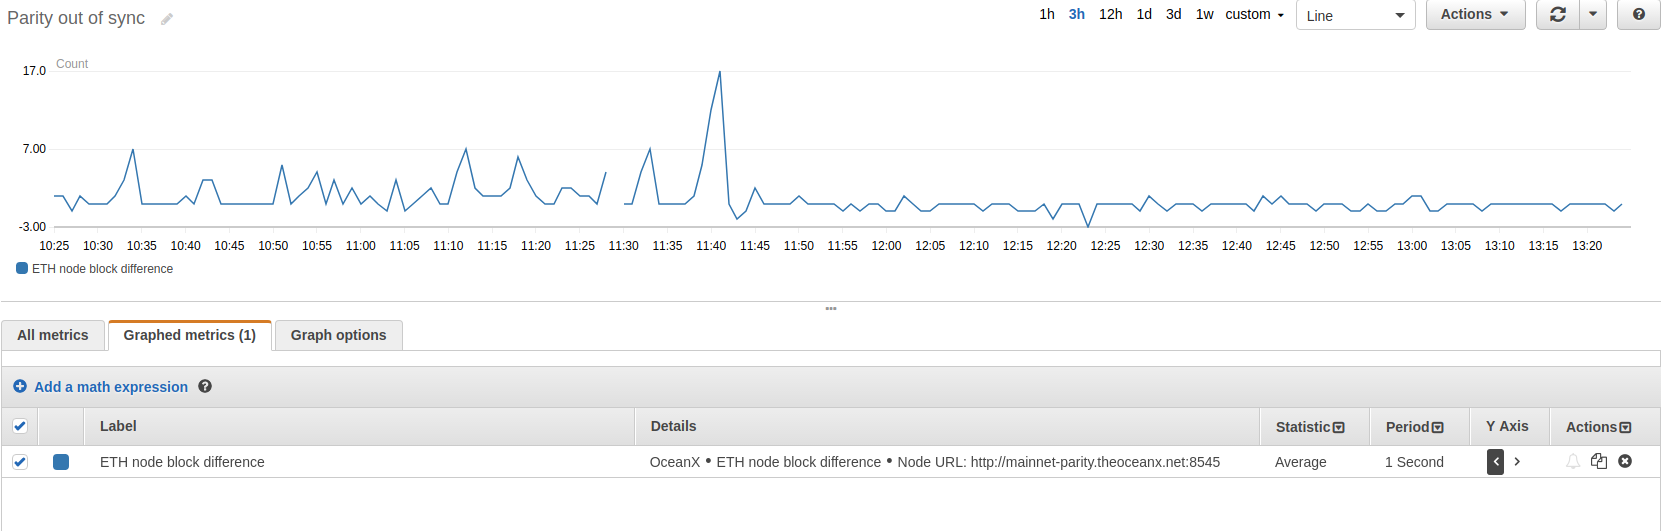 Parity out of sync
1h 3h 12h 1d 3d 1w custom Line Actions
Count
17.0
7.00
-3.00
10:25 10:30 10:35 10:40 10:45 10:50 10:55 11:00 11:05 11:10 11:15 11:20 11:25 11:30 11:35 11:40 11:45 11:50 11:55 12:00 12:05 12:10 12:15 12:20 12:25 12:30 12:35 12:40 12:45 12:50 12:55 13:00 13:05 13:10 13:15 13:20
ETH node block difference
All metrics Graphed metrics (1) Graph options
Add a math expression ?
Label Details Statistic Period Y Axis Actions
ETH node block difference OceanX • ETH node block difference • Node URL: http://mainnet-parity.theoceanx.net:8545 Average 1 Second < >